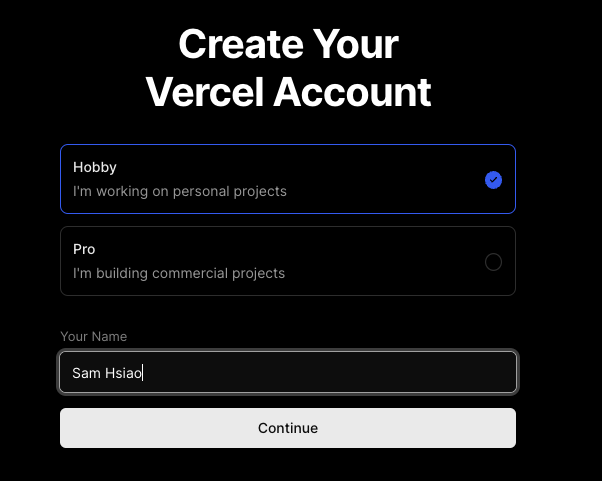 Create Your
Vercel Account
Hobby
I'm working on personal projects
Pro
I'm building commercial projects
Your Name
Sam Hsiao
Continue